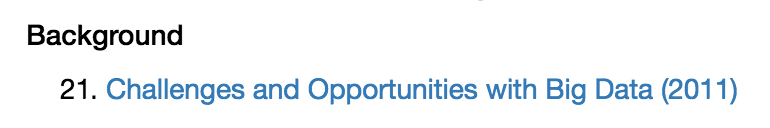 Background
21. Challenges and Opportunities with Big Data (2011)